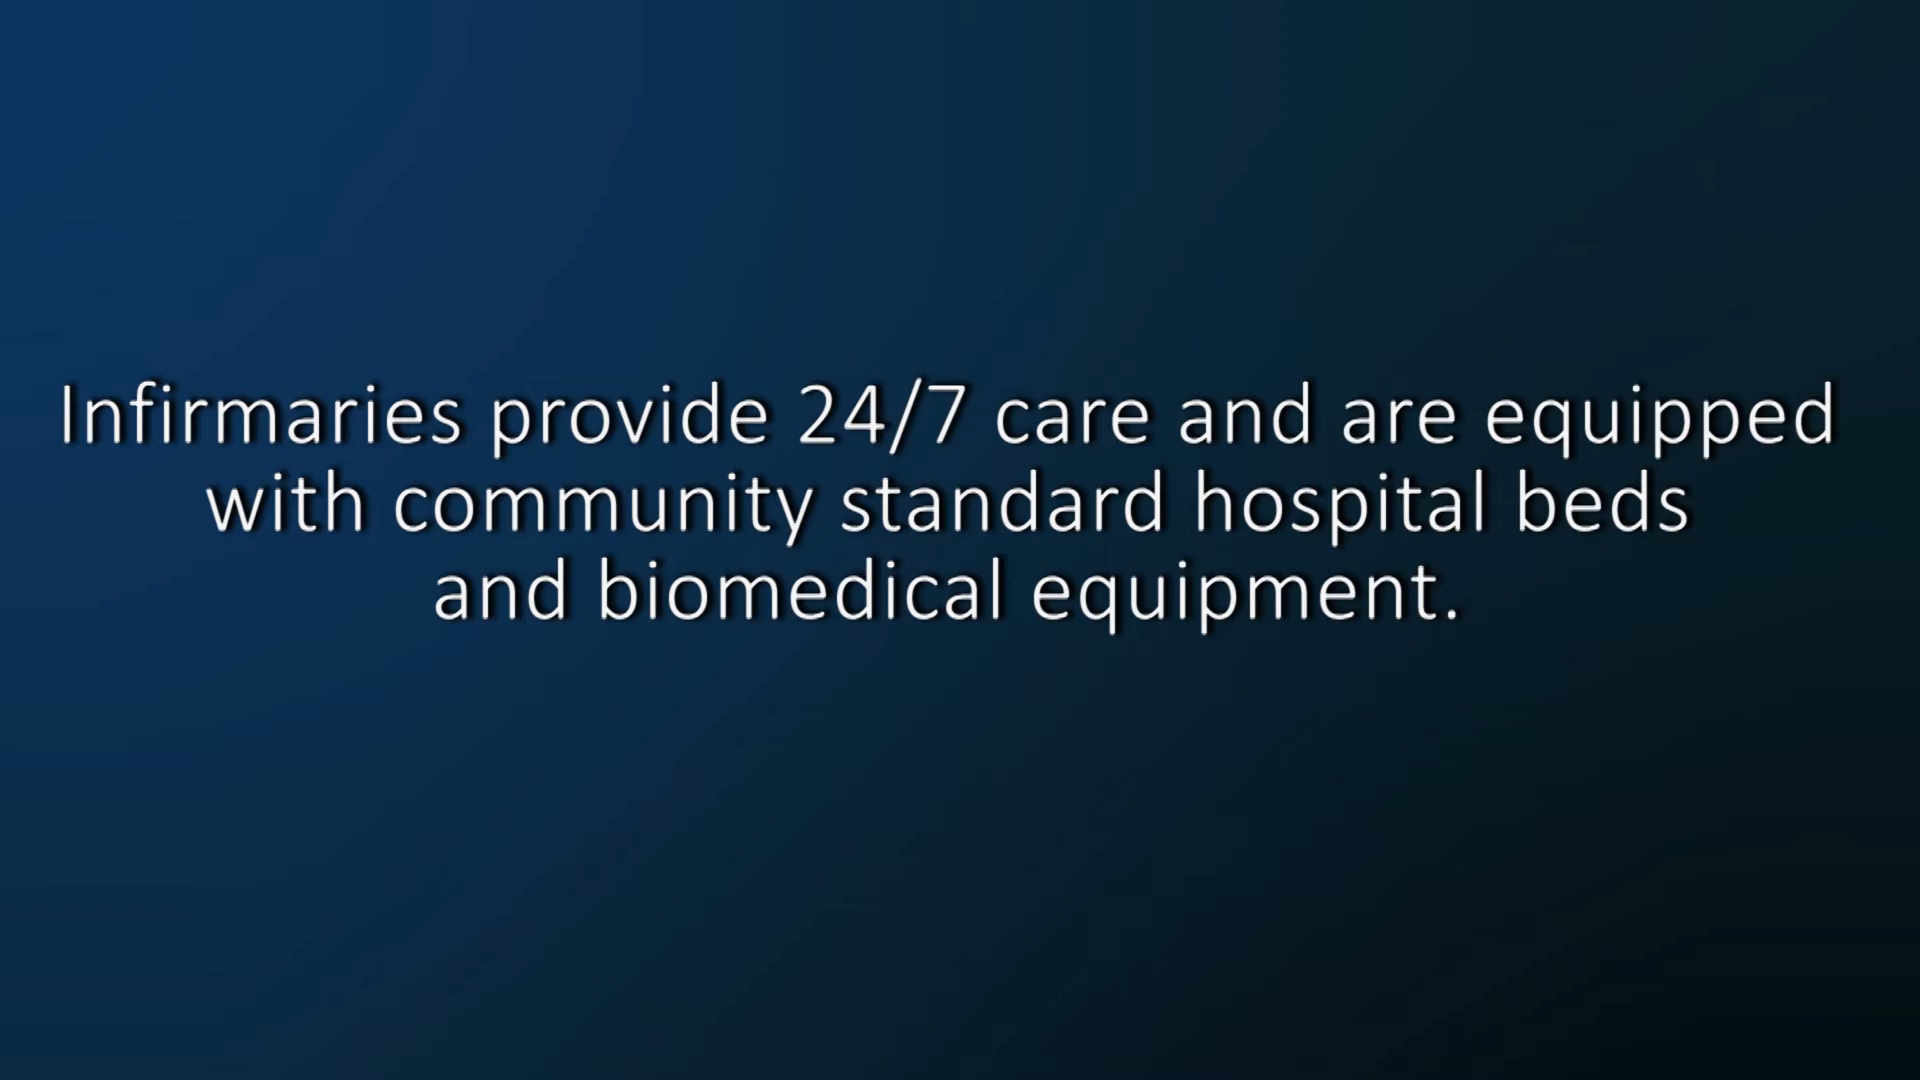 Infirmaries provide 24/7 care and are equipped
with community standard hospital beds
and biomedical equipment.